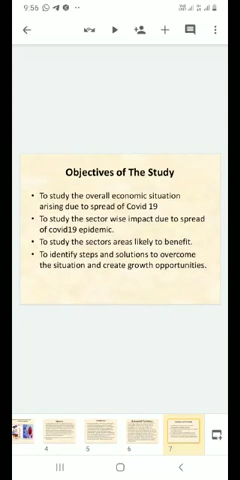 9:56
Objectives of The Study
• To study the overall economic situation
arising due to spread of Covid 19
• To study the sector wise impact due to spread
of covid19 epidemic.
• To study the sectors areas likely to benefit.
• To identify steps and solutions to overcome
the situation and create growth opportunities.
4
5
6
7